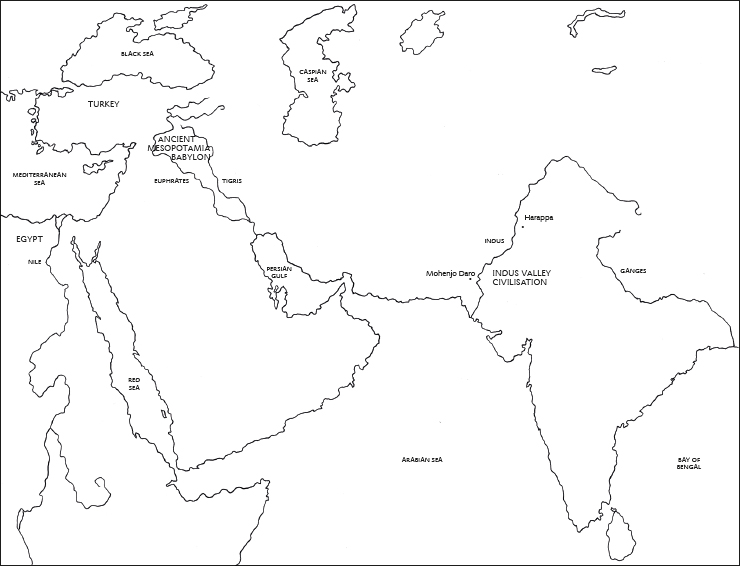 BLACK SEA
CASPIAN
SEA
TURKEY
ANCIENT
MESOPOTAMIA
BABYLON
MEDITERRANEAN
SEA
EUPHRATES
TIGRIS
Harappa
EGYPT
INDUS
NILE
PERSIAN
GULF
Mohenjo Daro
INDUS VALLEY
CIVILISATION
GANGES
RED
SEA
ARABIAN SEA
BAY OF
BENGAL